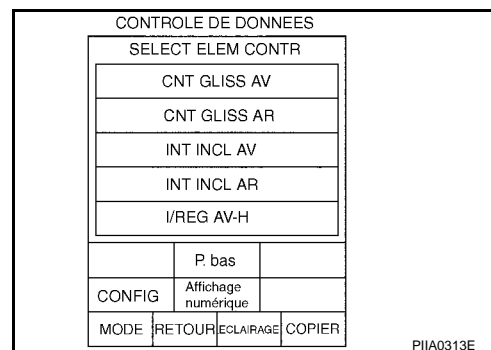 CONTROLE DE DONNEES
SELECT ELEM CONTR
CNT GLISS AV
CNT GLISS AR
INT INCL AV
INT INCL AR
I/REG AV-H
P. bas
CONFIG
Affichage
numérique
MODE RETOUR ECLAIRAGE COPIER
PIIA0313E